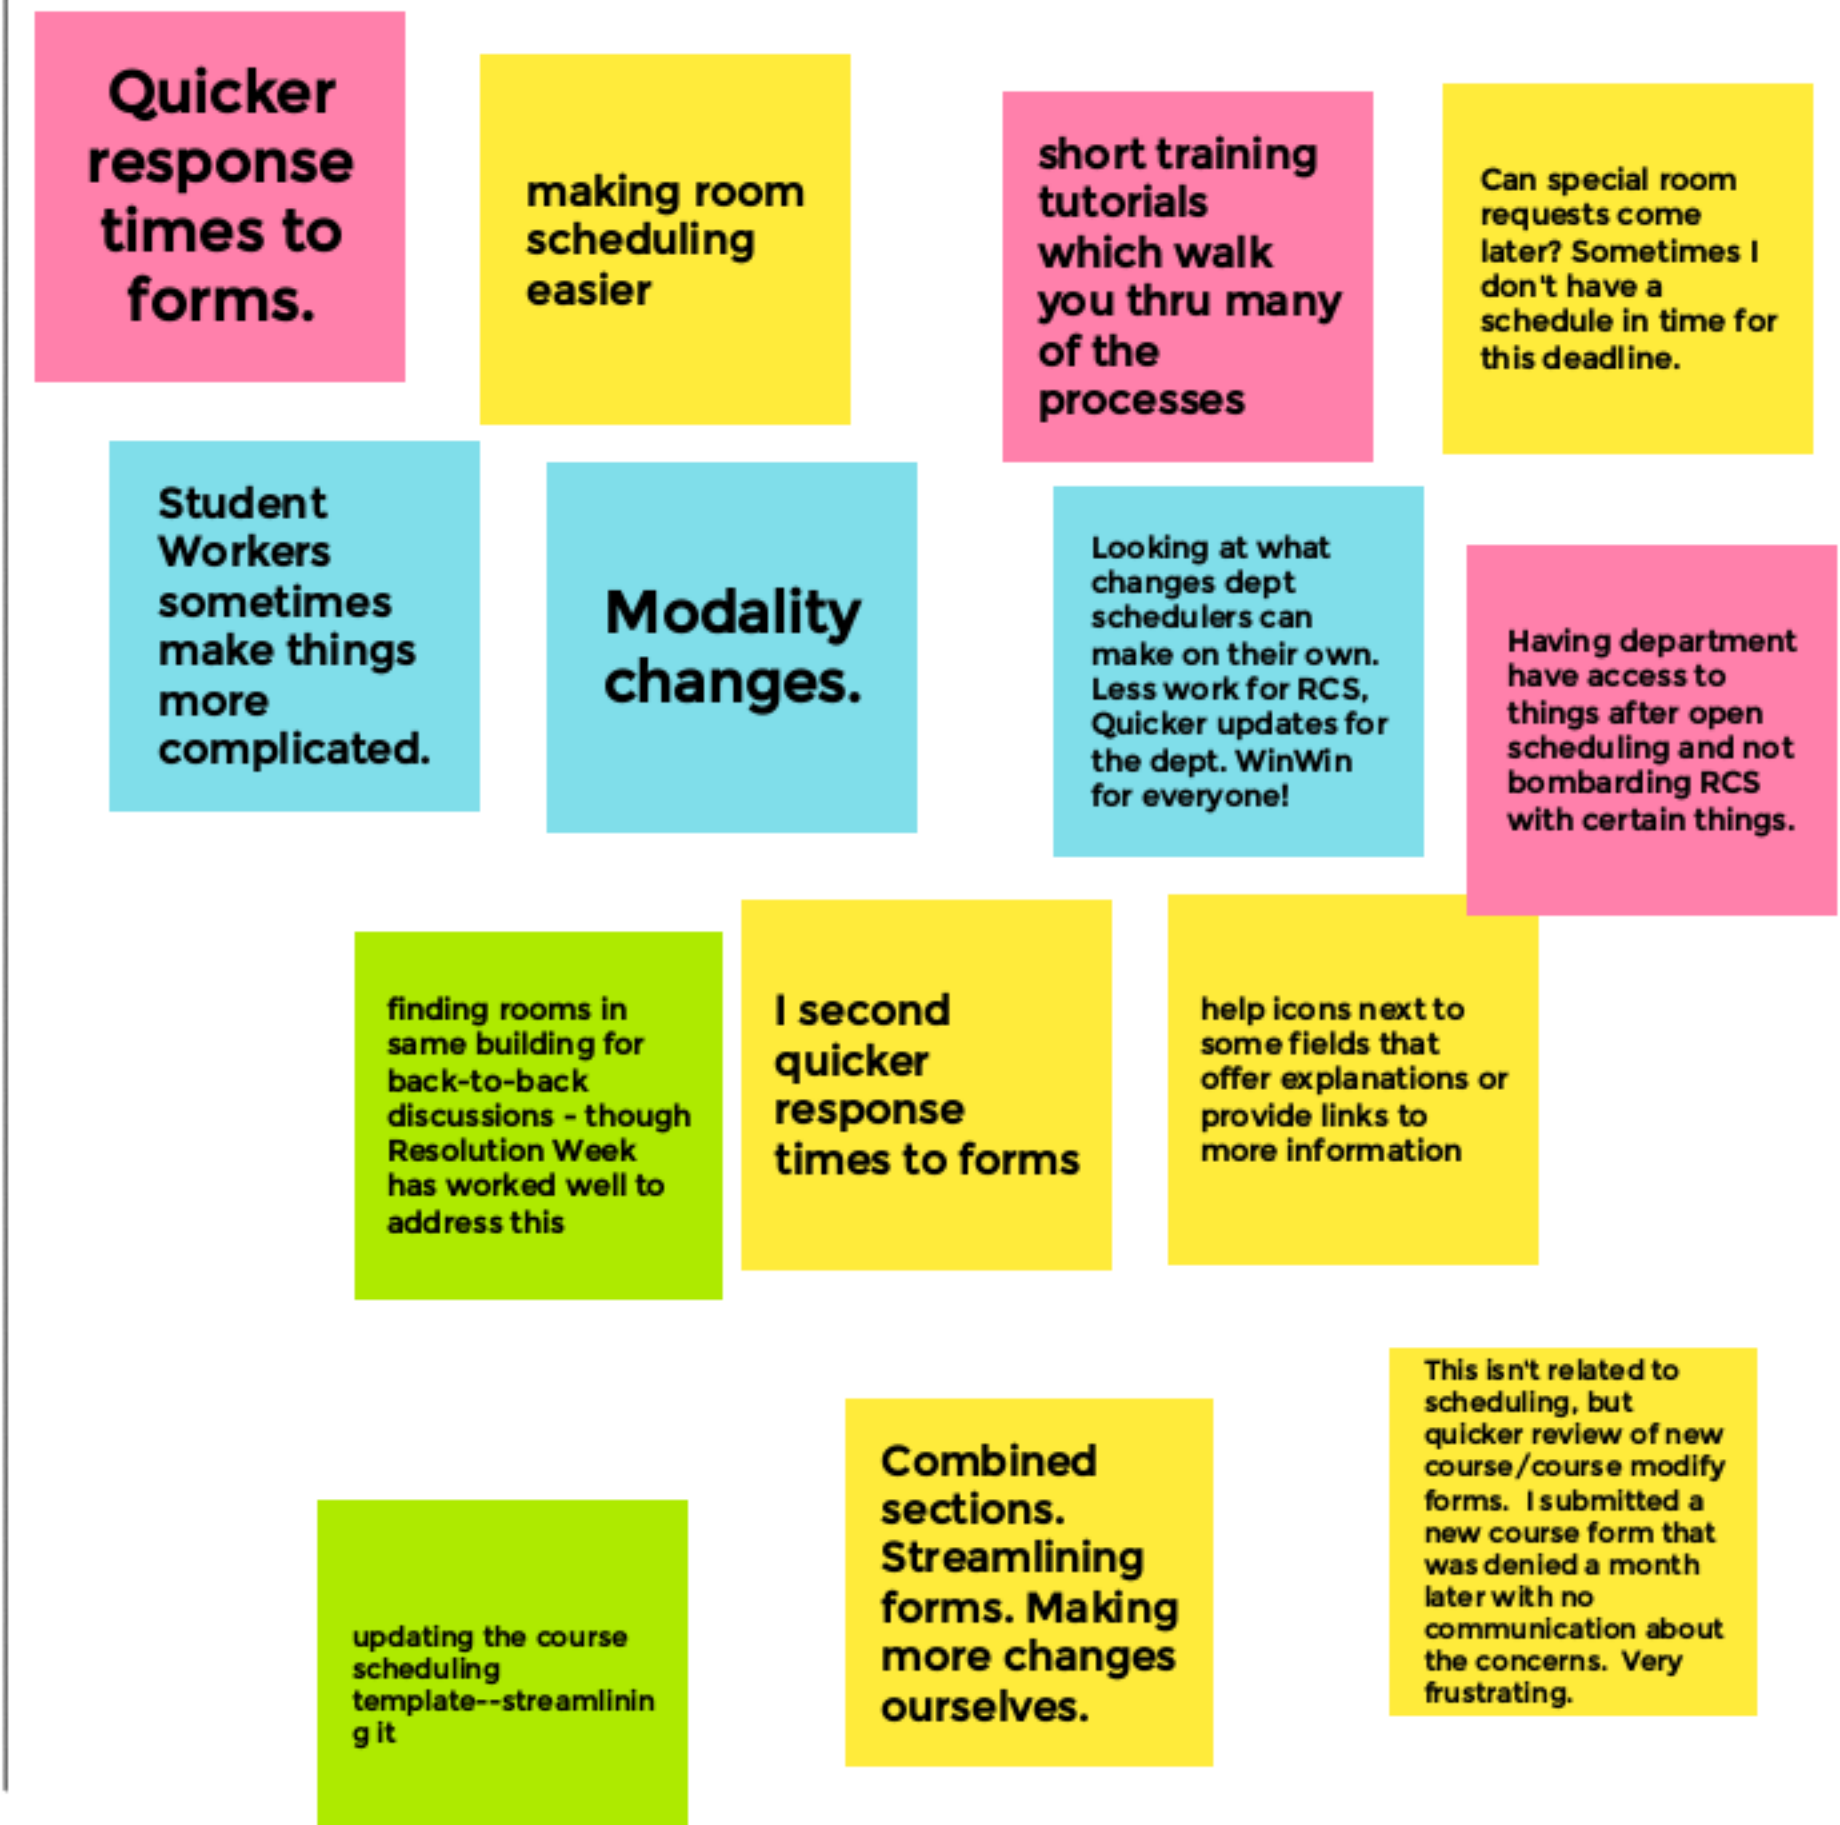 Quicker
response
times to
forms.
making room
scheduling
easier
short training
tutorials
which walk
you thru many
of the
processes
Can special room
requests come
later? Sometimes I
don't have a
schedule in time for
this deadline.
Student
Workers
sometimes
make things
more
complicated.
Modality
changes.
Looking at what
changes dept
schedulers can
make on their own.
Less work for RCS,
Quicker updates for
the dept. WinWin
for everyone!
Having department
have access to
things after open
scheduling and not
bombarding RCS
with certain things.
finding rooms in
same building for
back-to-back
discussions - though
Resolution Week
has worked well to
address this
I second
quicker
response
times to forms
help icons next to
some fields that
offer explanations or
provide links to
more information
updating the course
scheduling
template--streamlinin
g it
Combined
sections.
Streamlining
forms. Making
more changes
ourselves.
This isn't related to
scheduling, but
quicker review of new
course/course modify
forms.  I submitted a
new course form that
was denied a month
later with no
communication about
the concerns.  Very
frustrating.